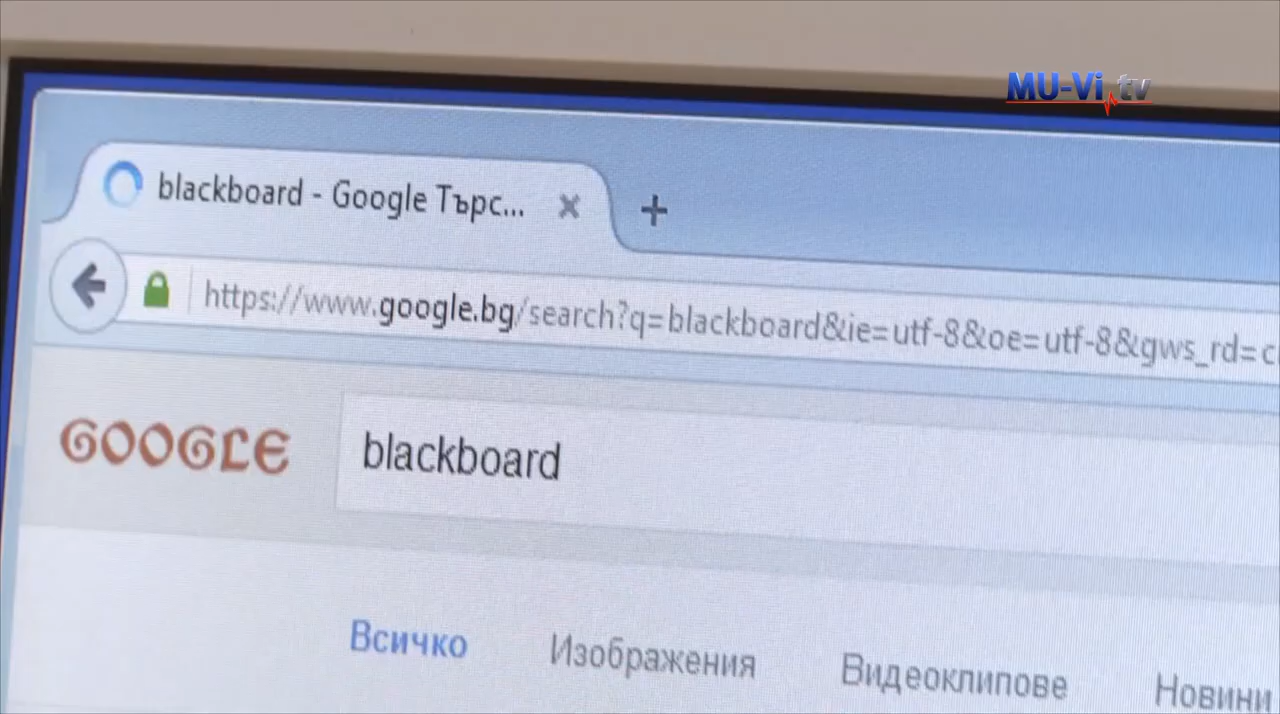 MU-Vi.tv
blackboard - Google Търс...
https://www.google.bg/search?q=blackboard&ie=utf-8&oe=utf-8&gws_rd=c
GOOGLE
blackboard
Всичко Изображения Видеоклипове Новини